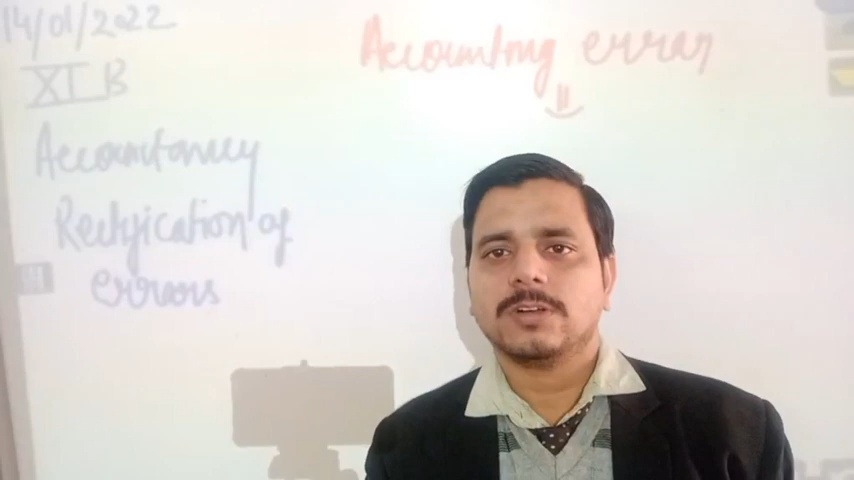 14/01/2022
XI B
Accountancy
Rectification of
errors
Accounting error